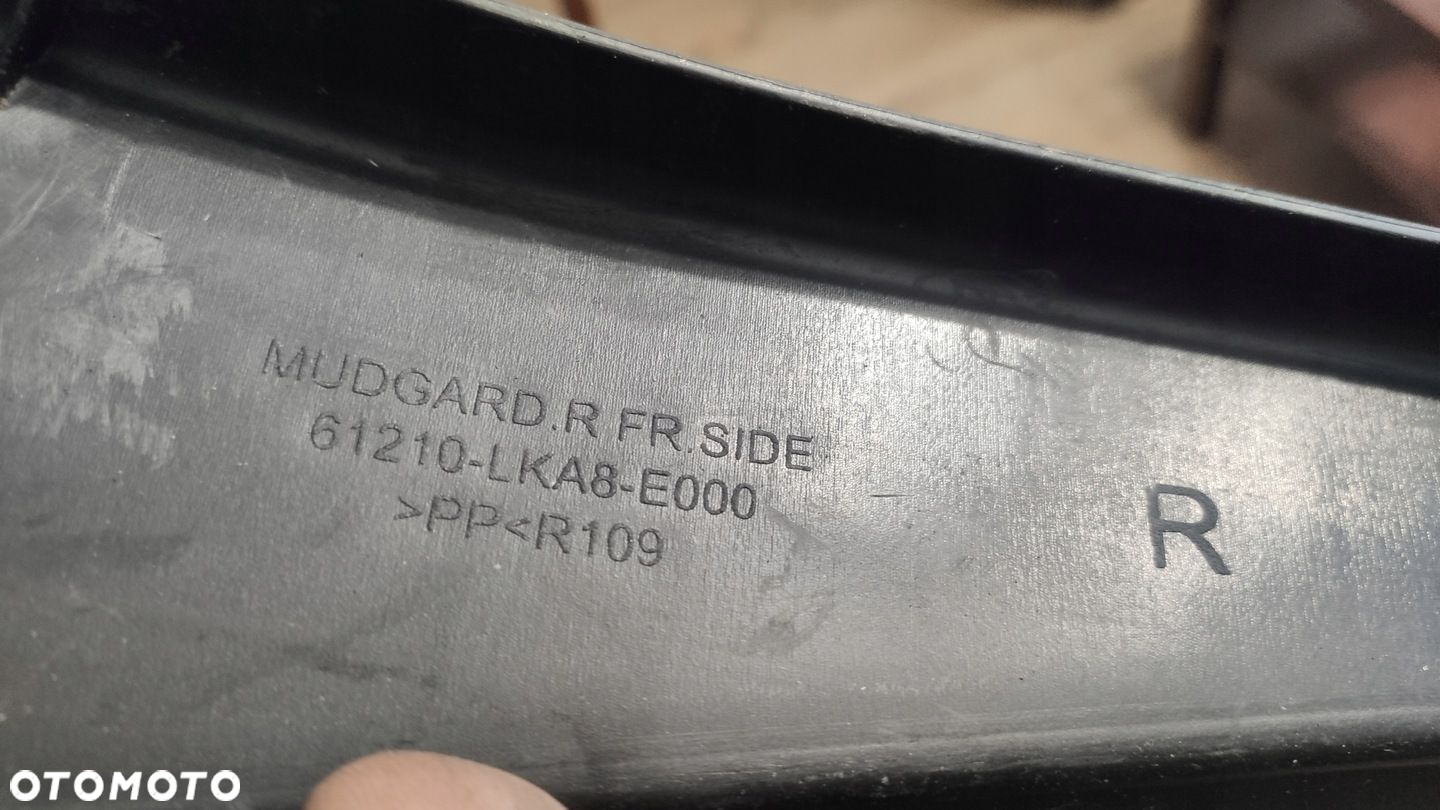 MUDGARD.R FR.SIDE
61210-LKA8-E000
>PP<R109
R
OTOMOTO